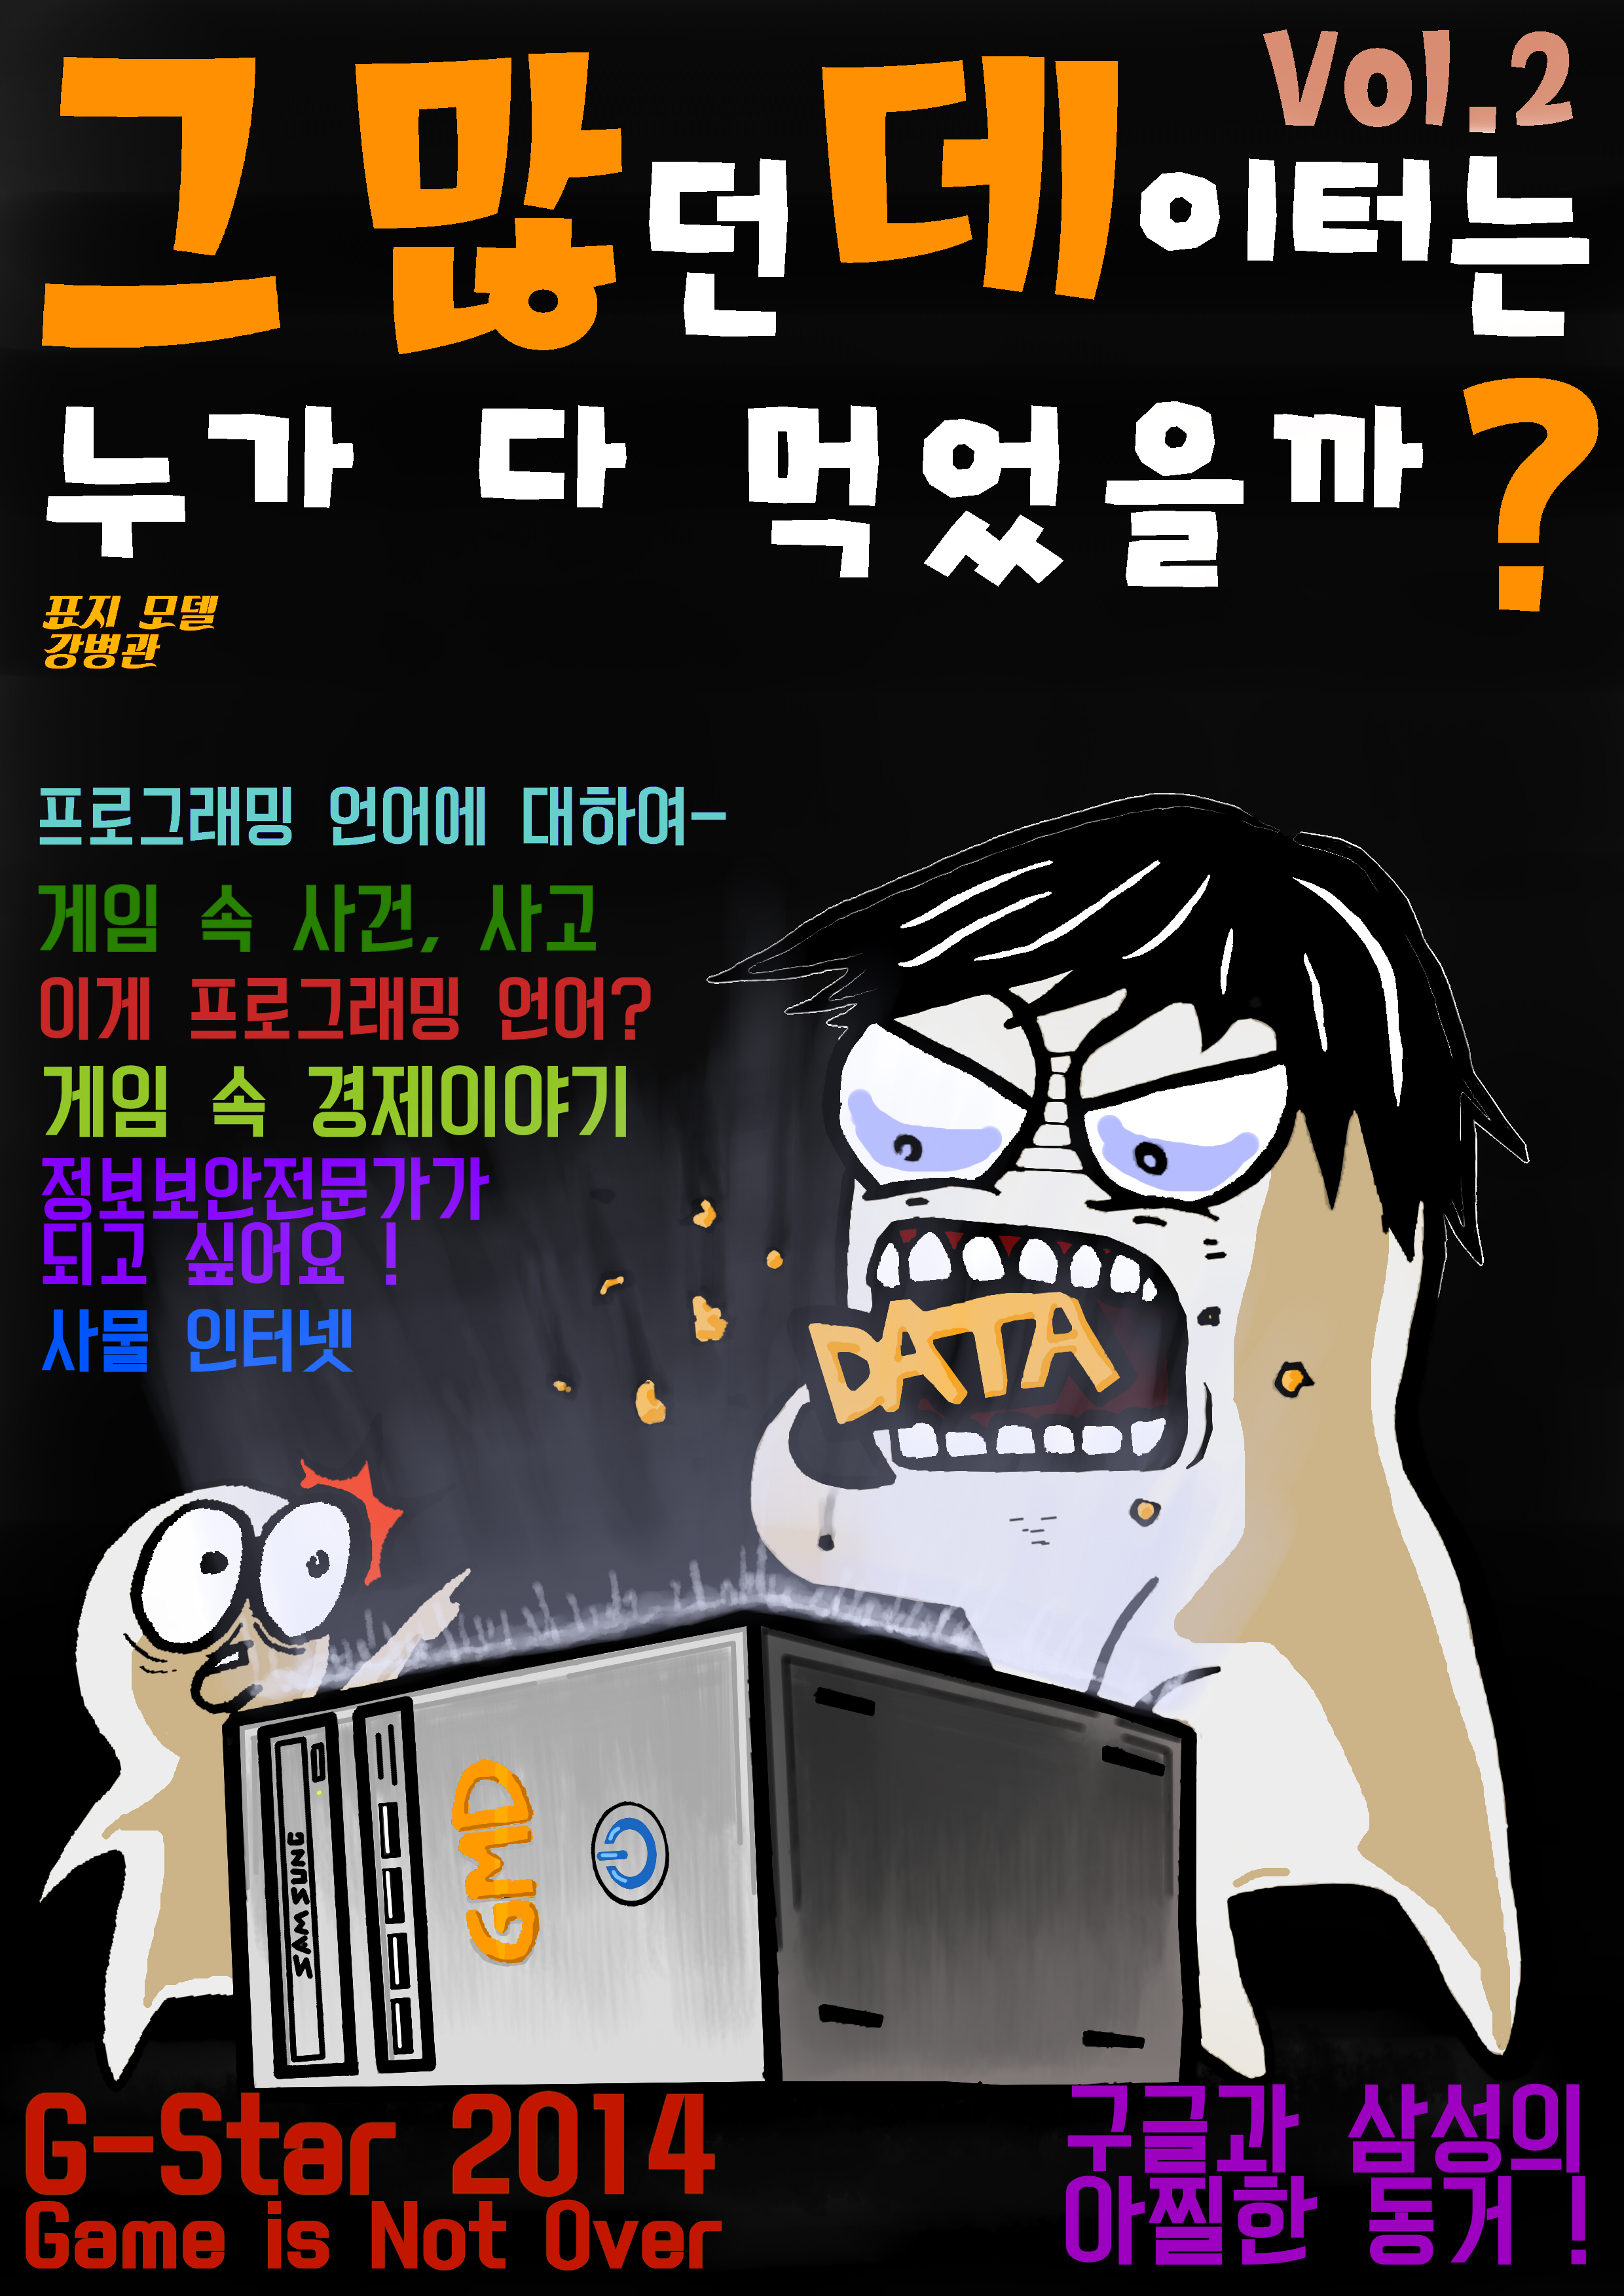 Vol.2
그 많던 데이터는
누가 다 먹었을까?
표지 모델
강병관
프로그래밍 언어에 대하여-
게임 속 사건, 사고
이게 프로그래밍 언어?
게임 속 경제이야기
정보보안전문가가
되고 싶어요 !
사물 인터넷
DATA
SAMSUNG
GMD
G-Star 2014
Game is Not Over
구글과 삼성의
아찔한 동거 !